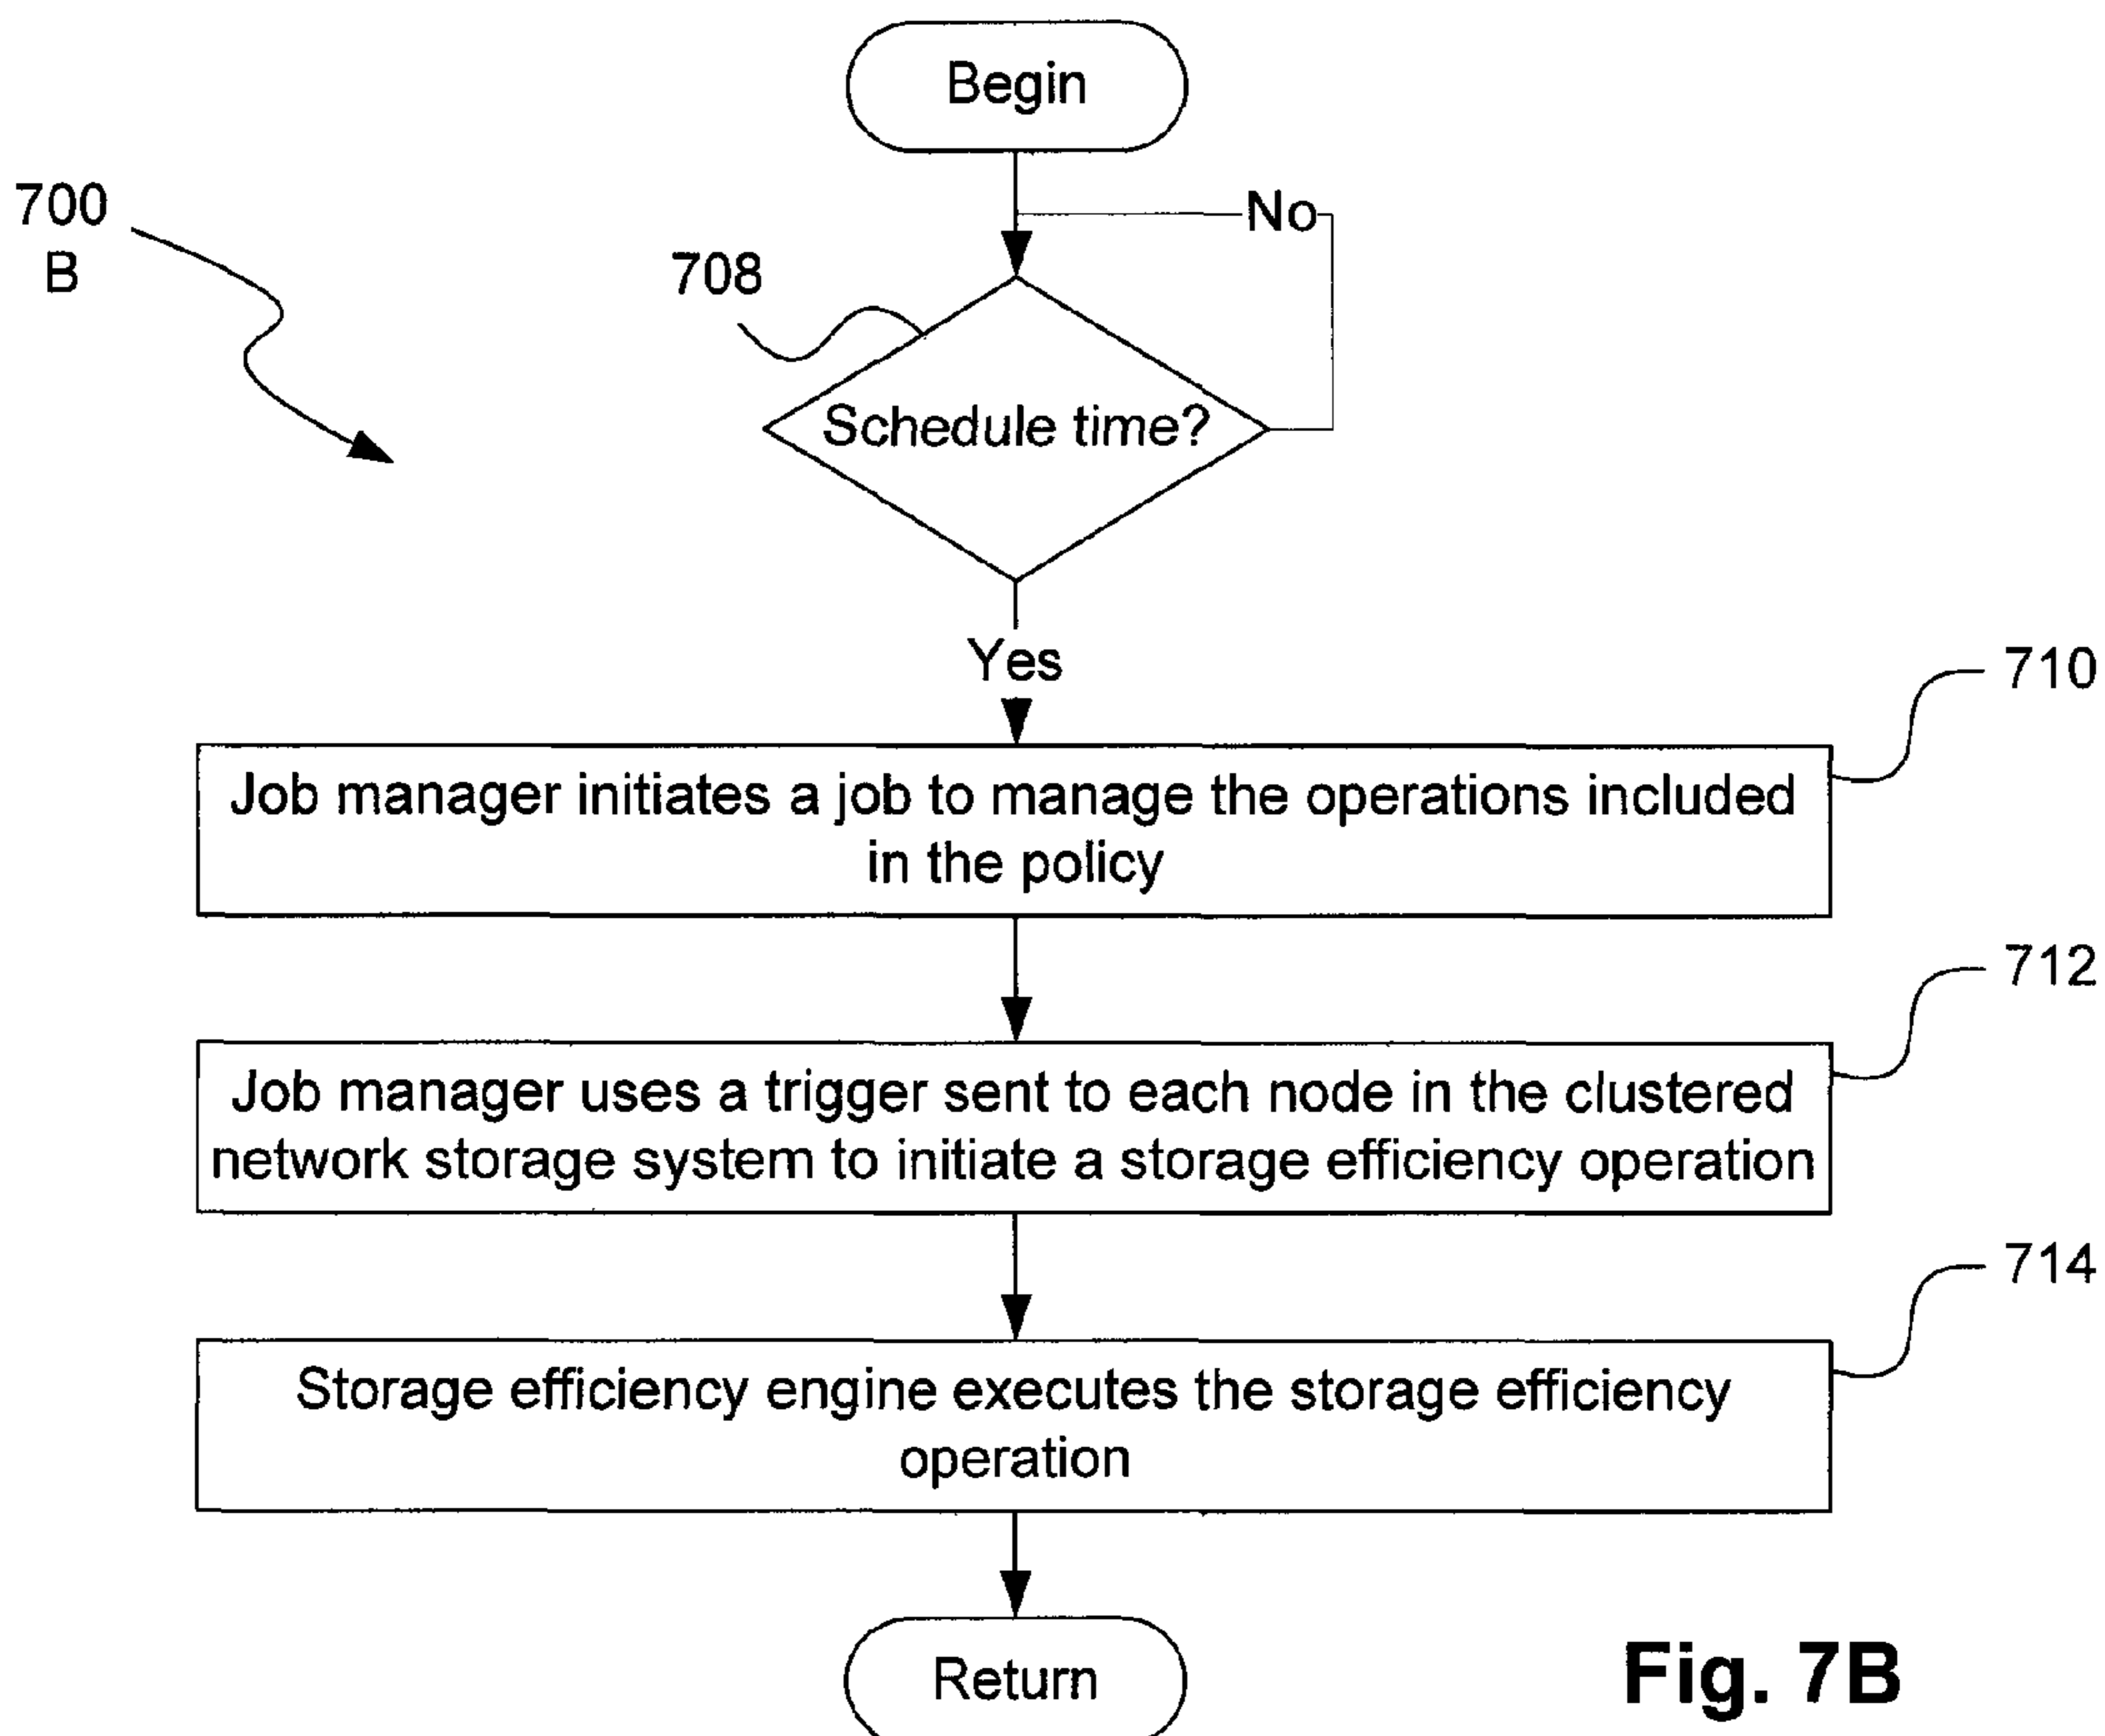 Begin
700
B
No
708
Schedule time?
Yes
710
Job manager initiates a job to manage the operations included
in the policy
712
Job manager uses a trigger sent to each node in the clustered
network storage system to initiate a storage efficiency operation
714
Storage efficiency engine executes the storage efficiency
operation
Return
Fig. 7B